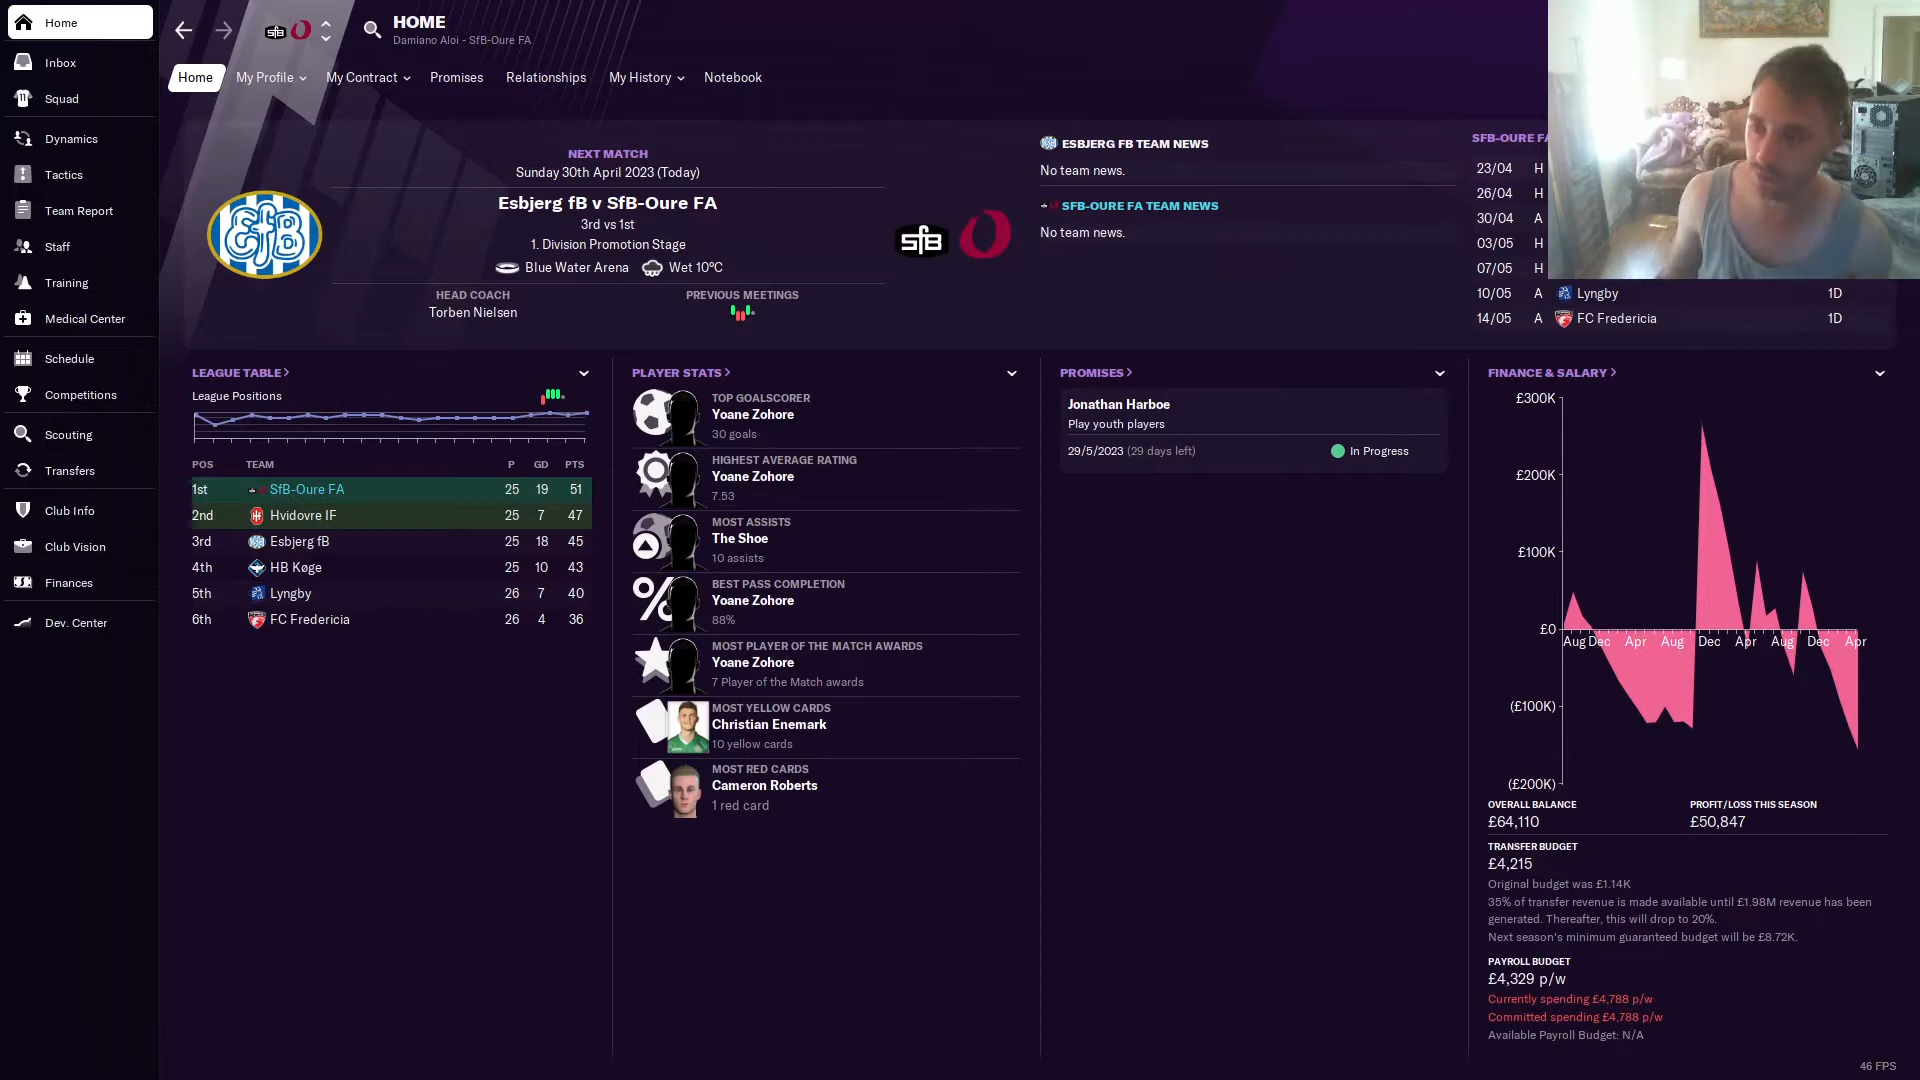 Home
Inbox
Squad
Dynamics
Tactics
Team Report
Staff
Training
Medical Center
Schedule
Competitions
Scouting
Transfers
Club Info
Club Vision
Finances
Dev. Center
HOME
Damiano Aloi - SfB-Oure FA
Home My Profile My Contract Promises Relationships My History Notebook
NEXT MATCH
Sunday 30th April 2023 (Today)
Esbjerg fB v SfB-Oure FA
3rd vs 1st
1. Division Promotion Stage
Blue Water Arena Wet 10°C
HEAD COACH
Torben Nielsen
PREVIOUS MEETINGS
ESBJERG FB TEAM NEWS
No team news.
SFB-OURE FA TEAM NEWS
No team news.
SFB-OURE FA
23/04 H
26/04 H
30/04 A
03/05 H
07/05 H
10/05 A Lyngby 1D
14/05 A FC Fredericia 1D
LEAGUE TABLE
League Positions
POS TEAM P GD PTS
1st SfB-Oure FA 25 19 51
2nd Hvidovre IF 25 7 47
3rd Esbjerg fB 25 18 45
4th HB Køge 25 10 43
5th Lyngby 26 7 40
6th FC Fredericia 26 4 36
PLAYER STATS
TOP GOALSCORER
Yoane Zohore
30 goals
HIGHEST AVERAGE RATING
Yoane Zohore
7.53
MOST ASSISTS
The Shoe
10 assists
BEST PASS COMPLETION
Yoane Zohore
88%
MOST PLAYER OF THE MATCH AWARDS
Yoane Zohore
7 Player of the Match awards
MOST YELLOW CARDS
Christian Enemark
10 yellow cards
MOST RED CARDS
Cameron Roberts
1 red card
PROMISES
Jonathan Harboe
Play youth players
29/5/2023 (29 days left) In Progress
FINANCE & SALARY
£300K
£200K
£100K
£0
Aug Dec Apr Aug Dec Apr Aug Dec Apr
(£100K)
(£200K)
OVERALL BALANCE
£64,110
PROFIT/LOSS THIS SEASON
£50,847
TRANSFER BUDGET
£4,215
Original budget was £1.14K
35% of transfer revenue is made available until £1.98M revenue has been
generated. Thereafter, this will drop to 20%.
Next season's minimum guaranteed budget will be £8.72K.
PAYROLL BUDGET
£4,329 p/w
Currently spending £4,788 p/w
Committed spending £4,788 p/w
Available Payroll Budget: N/A
46 FPS